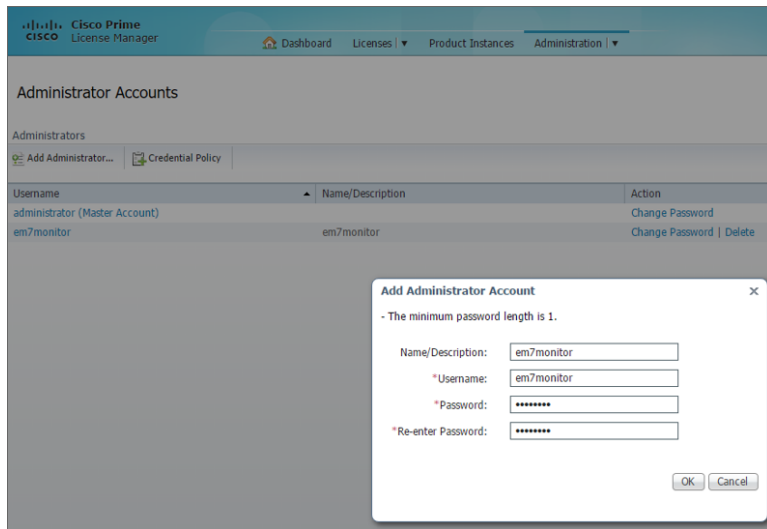 Cisco Prime
CISCO License Manager
Dashboard Licenses | ▼ Product Instances Administration | ▼
Administrator Accounts
Administrators
Add Administrator... Credential Policy
Username Name/Description Action
administrator (Master Account) Change Password
em7monitor em7monitor Change Password | Delete
Add Administrator Account X
- The minimum password length is 1.
Name/Description: em7monitor
*Username: em7monitor
*Password: ••••••••
*Re-enter Password: ••••••••
OK Cancel